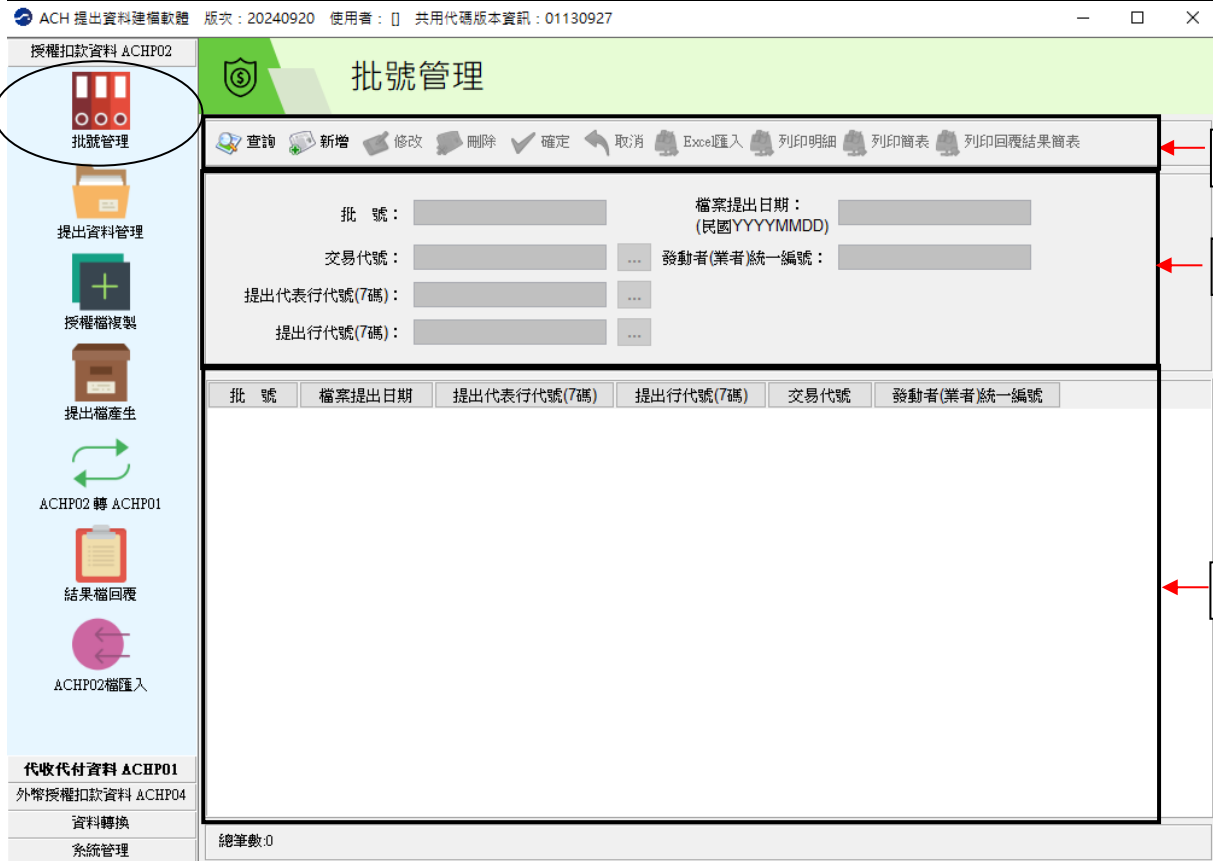 ACH 提出資料建檔軟體 版次：20240920 使用者：[] 共用代碼版本資訊：01130927
授權扣款資料 ACHP02
批號管理
提出資料管理
授權檔複製
提出檔產生
ACHP02 轉 ACHP01
結果檔回覆
ACHP02檔匯入
代收代付資料 ACHP01
外幣授權扣款資料 ACHP04
資料轉換
系統管理
批號管理
查詢 新增 修改 刪除 確定 取消 Excel匯入 列印明細 列印簡表 列印回覆結果簡表
批 號：
檔案提出日期：
(民國YYYYMMDD)
交易代號： ... 發動者(業者)統一編號：
提出代表行代號(7碼)： ...
提出行代號(7碼)： ...
批 號 檔案提出日期 提出代表行代號(7碼) 提出行代號(7碼) 交易代號 發動者(業者)統一編號
總筆數:0